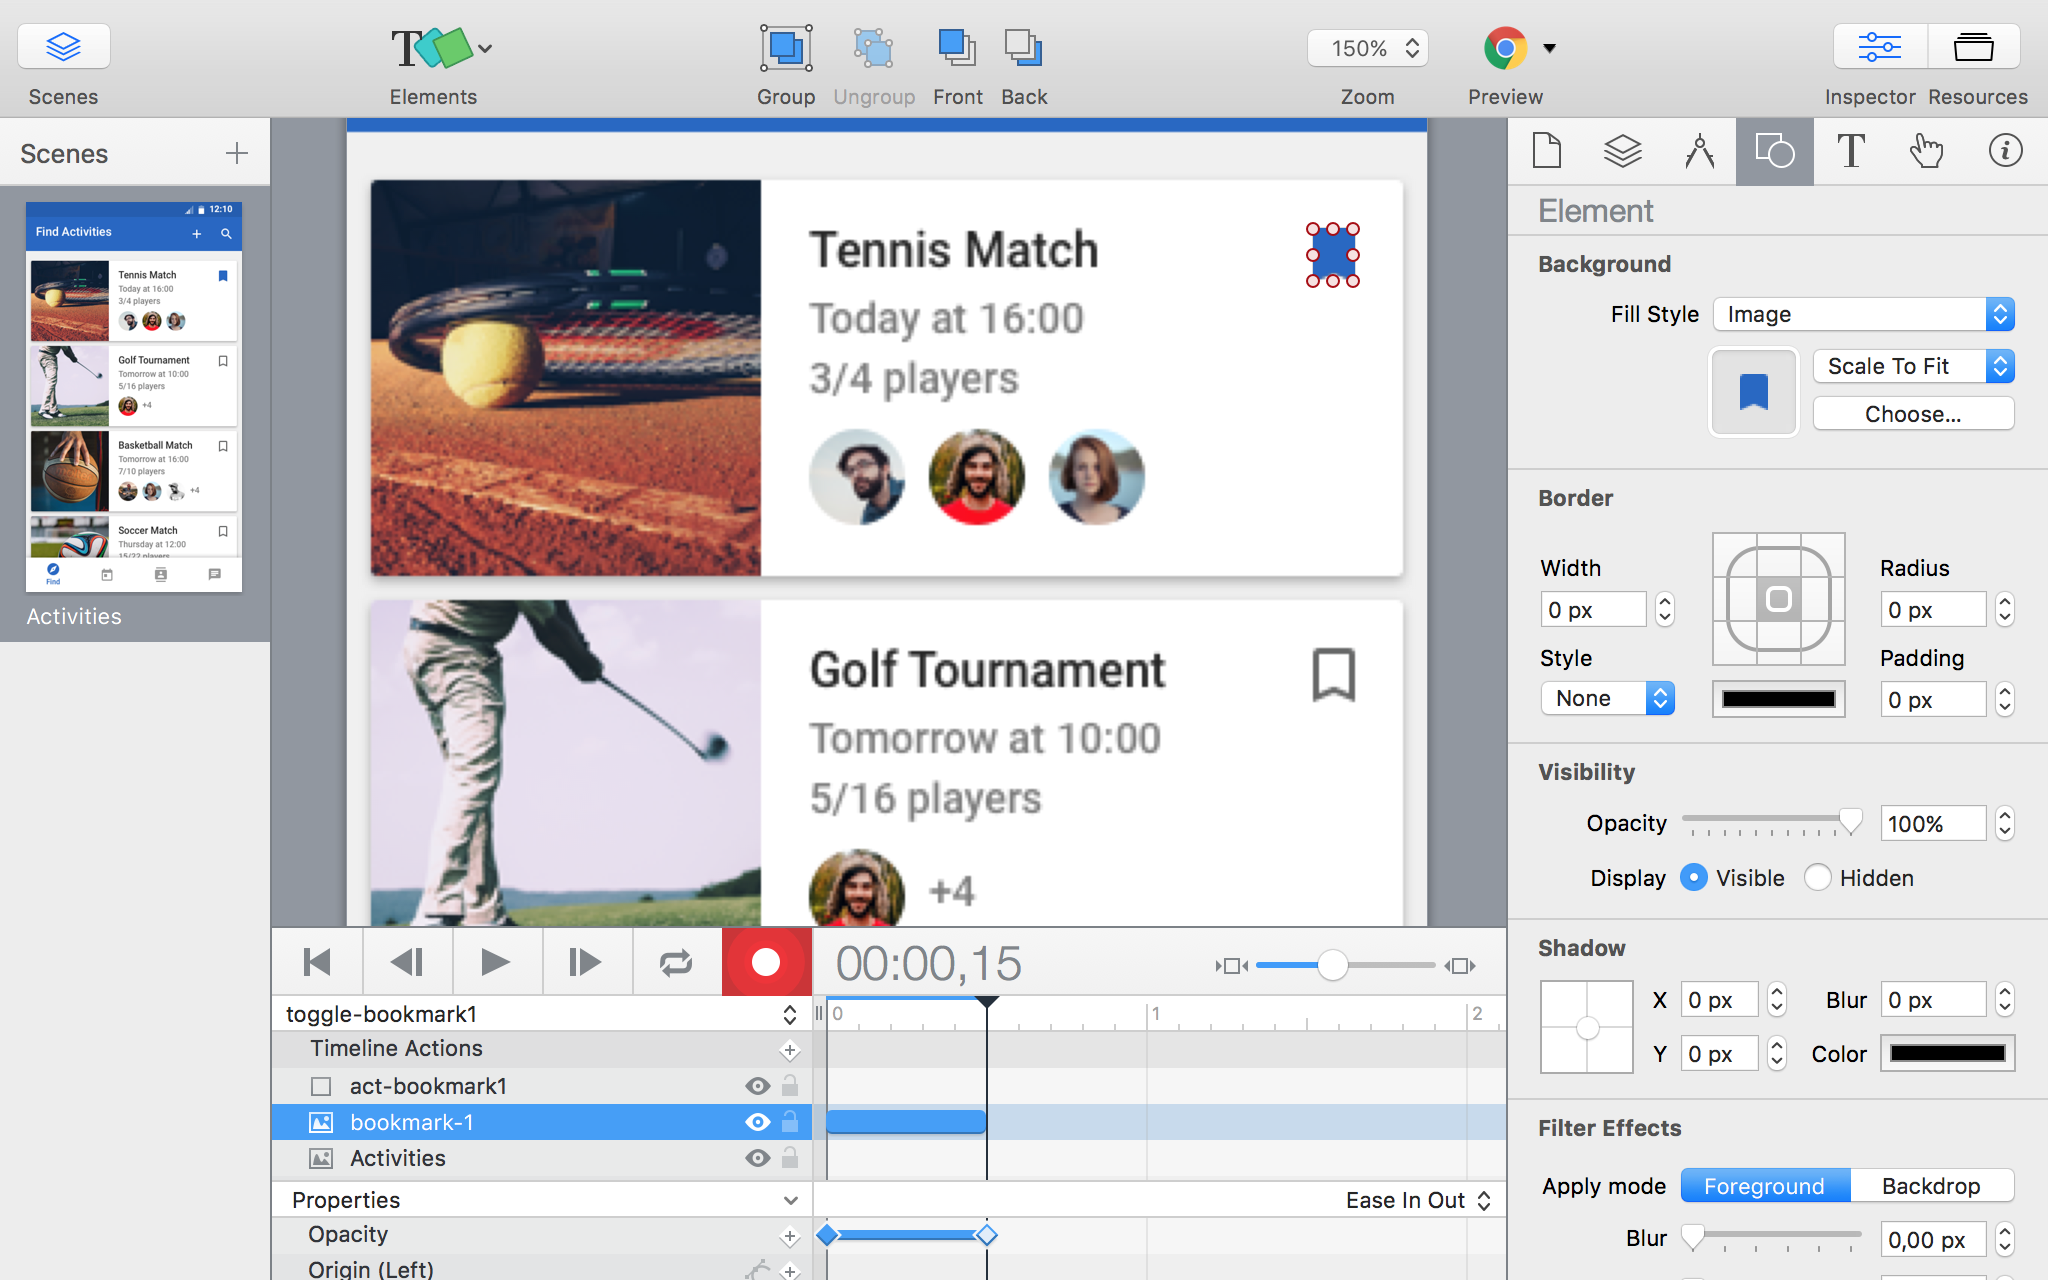 T
Scenes
Elements
Group
Ungroup
Front
Back
150%
Zoom
Preview
Inspector
Resources
Scenes
12:10
Find Activities
Tennis Match
Today at 16:00
3/4 players
Golf Tournament
Tomorrow at 10:00
5/16 players
+4
Basketball Match
Tomorrow at 16:00
7/10 players
+4
Soccer Match
Thursday at 12:00
15/22 players
Find
Activities
Tennis Match
Today at 16:00
3/4 players
Golf Tournament
Tomorrow at 10:00
5/16 players
+4
00:00,15
toggle-bookmark1
0
1
2
Timeline Actions
act-bookmark1
bookmark-1
Activities
Properties
Ease In Out
Opacity
Origin (Left)
T
i
Element
Background
Fill Style
Image
Scale To Fit
Choose...
Border
Width
0 px
Radius
0 px
Style
None
Padding
0 px
Visibility
Opacity
100%
Display
Visible
Hidden
Shadow
X
0 px
Blur
0 px
Y
0 px
Color
Filter Effects
Apply mode
Foreground
Backdrop
Blur
0,00 px